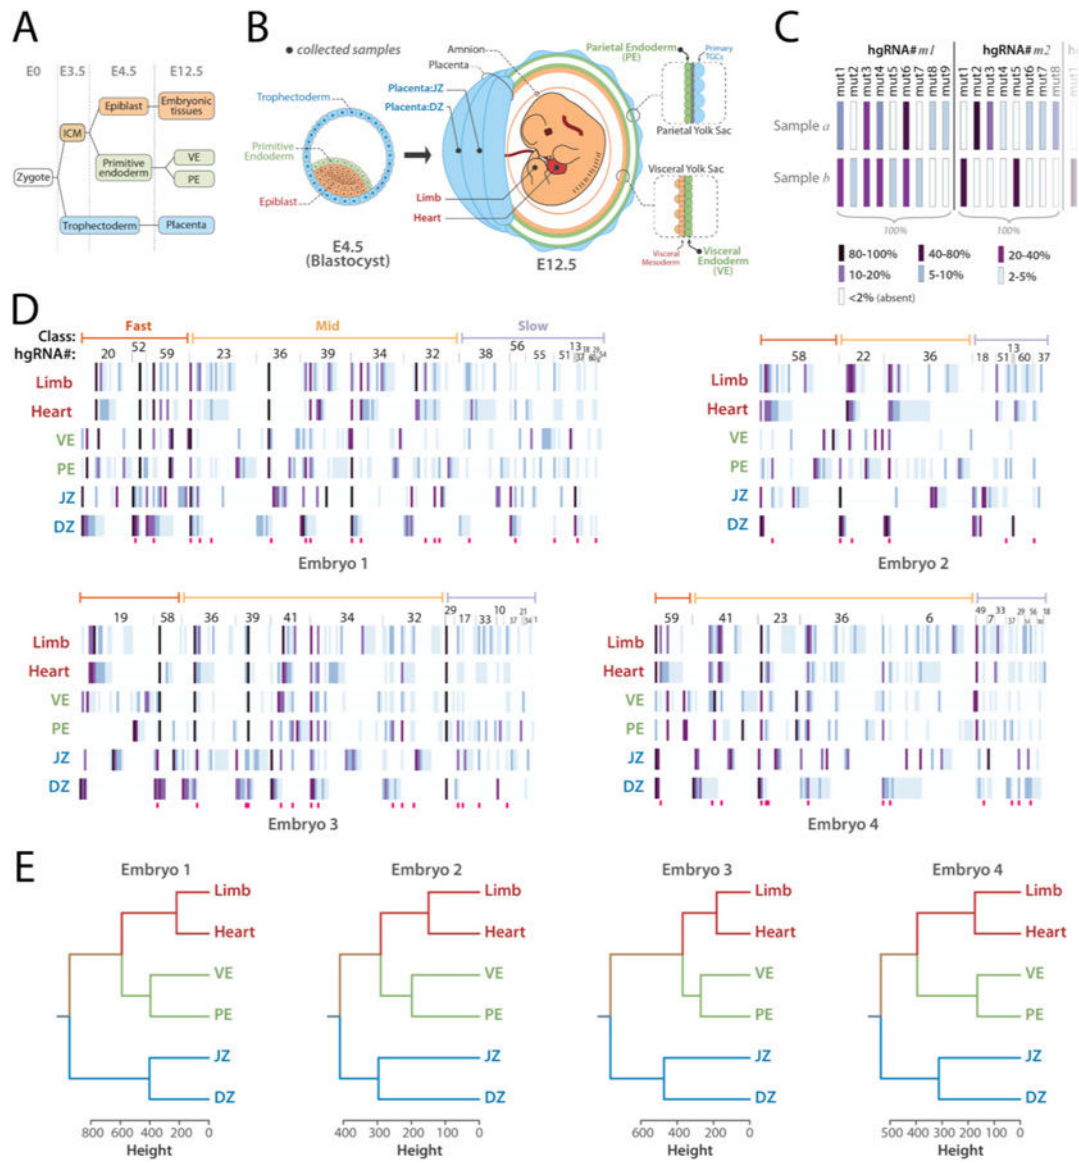 A
E0 E3.5 E4.5 E12.5
Epiblast
Embryonic
tissues
ICM
Primitive
endoderm
VE
PE
Zygote
Trophectoderm
Placenta
B
collected samples
Amnion
Placenta
Placenta:JZ
Placenta:DZ
Trophectoderm
Primitive
Endoderm
Epiblast
E4.5
(Blastocyst)
Limb
Heart
E12.5
Parietal Endoderm
(PE)
Primary
TGCs
Parietal Yolk Sac
Visceral Yolk Sac
Visceral
Mesoderm
Visceral
Endoderm
(VE)
C
hgRNA# m1 hgRNA# m2
mut1 mut2 mut3 mut4 mut5 mut6 mut7 mut8 mut9 mut1 mut2 mut3 mut4 mut5 mut6 mut7 mut8 mut1
Sample a
Sample b
100% 100%
80-100% 40-80% 20-40%
10-20% 5-10% 2-5%
<2% (absent)
D
Class: Fast Mid Slow
hgRNA#: 20 52 59 23 36 39 34 32 38 56 55 51 13
Limb
Heart
VE
PE
JZ
DZ
Embryo 1
58 22 36 18 51 13 60 37
Limb
Heart
VE
PE
JZ
DZ
Embryo 2
19 58 36 39 41 34 32 29 17 33 10
Limb
Heart
VE
PE
JZ
DZ
Embryo 3
59 41 23 36 6 49 7 33
Limb
Heart
VE
PE
JZ
DZ
Embryo 4
E
Embryo 1
Limb
Heart
VE
PE
JZ
DZ
800 600 400 200 0
Height
Embryo 2
Limb
Heart
VE
PE
JZ
DZ
400 300 200 100 0
Height
Embryo 3
Limb
Heart
VE
PE
JZ
DZ
600 400 200 0
Height
Embryo 4
Limb
Heart
VE
PE
JZ
DZ
500 400 300 200 100 0
Height